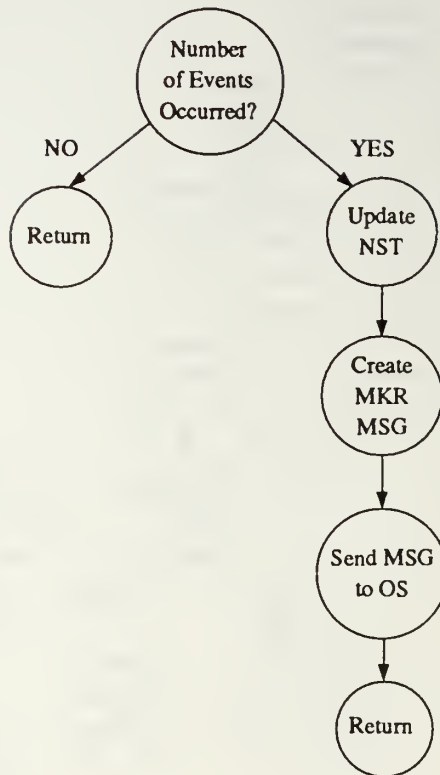 Number
of Events
Occurred?
NO
YES
Return
Update
NST
Create
MKR
MSG
Send MSG
to OS
Return